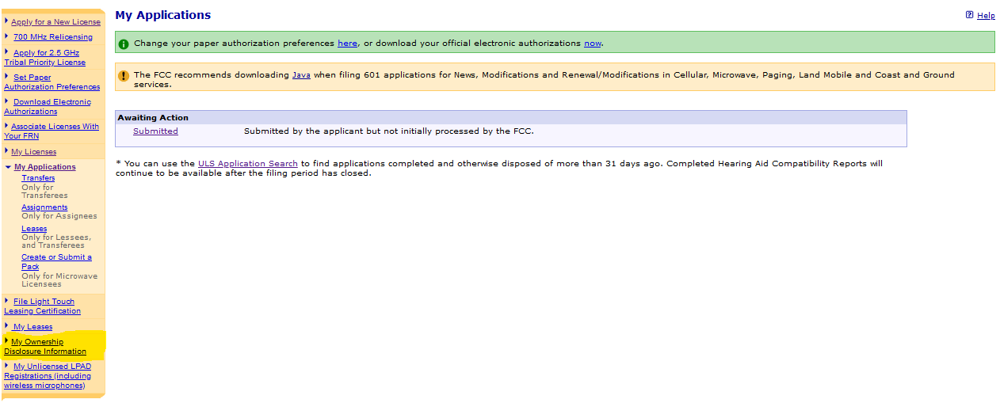 Apply for a New License
700 MHz Relicensing
Apply for 2.5 GHz
Tribal Priority License
Set Paper
Authorization Preferences
Download Electronic
Authorizations
Associate Licenses With
Your FRN
My Licenses
My Applications
Transfers
Only for
Transferees
Assignments
Only for Assignees
Leases
Only for Lessees,
and Transferees
Create or Submit a
Pack
Only for Microwave
Licensees
File Light Touch
Leasing Certification
My Leases
My Ownership
Disclosure Information
My Unlicensed LPAD
Registrations (including
wireless microphones)
My Applications
? Help
Change your paper authorization preferences here, or download your official electronic authorizations now.
The FCC recommends downloading Java when filing 601 applications for News, Modifications and Renewal/Modifications in Cellular, Microwave, Paging, Land Mobile and Coast and Ground
services.
Awaiting Action
Submitted Submitted by the applicant but not initially processed by the FCC.
* You can use the ULS Application Search to find applications completed and otherwise disposed of more than 31 days ago. Completed Hearing Aid Compatibility Reports will
continue to be available after the filing period has closed.